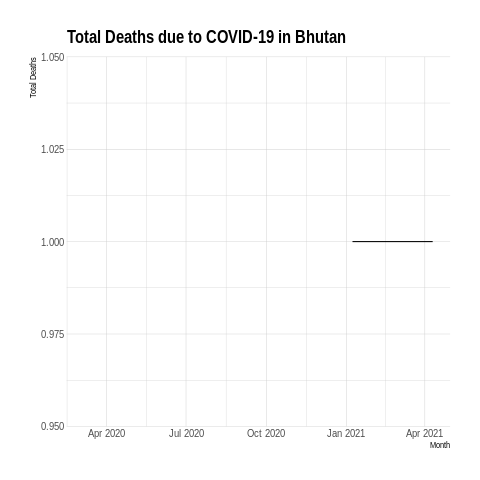 Total Deaths due to COVID-19 in Bhutan
Total Deaths
1.050
1.025
1.000
0.975
0.950
Apr 2020 Jul 2020 Oct 2020 Jan 2021 Apr 2021
Month